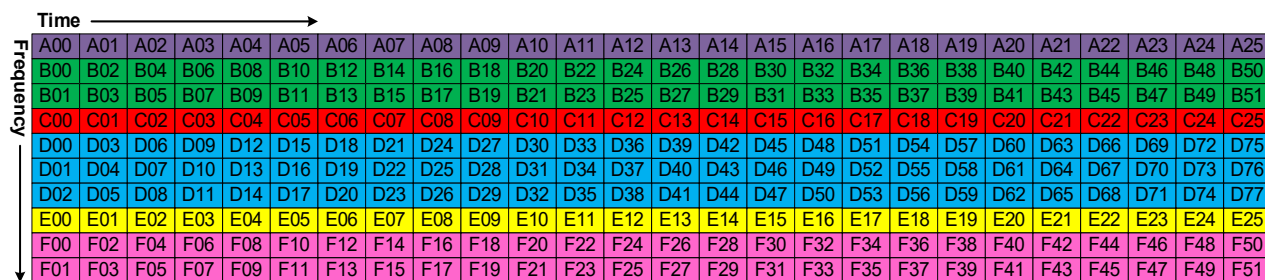 Time
Frequency
A00 A01 A02 A03 A04 A05 A06 A07 A08 A09 A10 A11 A12 A13 A14 A15 A16 A17 A18 A19 A20 A21 A22 A23 A24 A25
B00 B02 B04 B06 B08 B10 B12 B14 B16 B18 B20 B22 B24 B26 B28 B30 B32 B34 B36 B38 B40 B42 B44 B46 B48 B50
B01 B03 B05 B07 B09 B11 B13 B15 B17 B19 B21 B23 B25 B27 B29 B31 B33 B35 B37 B39 B41 B43 B45 B47 B49 B51
C00 C01 C02 C03 C04 C05 C06 C07 C08 C09 C10 C11 C12 C13 C14 C15 C16 C17 C18 C19 C20 C21 C22 C23 C24 C25
D00 D03 D06 D09 D12 D15 D18 D21 D24 D27 D30 D33 D36 D39 D42 D45 D48 D51 D54 D57 D60 D63 D66 D69 D72 D75
D01 D04 D07 D10 D13 D16 D19 D22 D25 D28 D31 D34 D37 D40 D43 D46 D49 D52 D55 D58 D61 D64 D67 D70 D73 D76
D02 D05 D08 D11 D14 D17 D20 D23 D26 D29 D32 D35 D38 D41 D44 D47 D50 D53 D56 D59 D62 D65 D68 D71 D74 D77
E00 E01 E02 E03 E04 E05 E06 E07 E08 E09 E10 E11 E12 E13 E14 E15 E16 E17 E18 E19 E20 E21 E22 E23 E24 E25
F00 F02 F04 F06 F08 F10 F12 F14 F16 F18 F20 F22 F24 F26 F28 F30 F32 F34 F36 F38 F40 F42 F44 F46 F48 F50
F01 F03 F05 F07 F09 F11 F13 F15 F17 F19 F21 F23 F25 F27 F29 F31 F33 F35 F37 F39 F41 F43 F45 F47 F49 F51